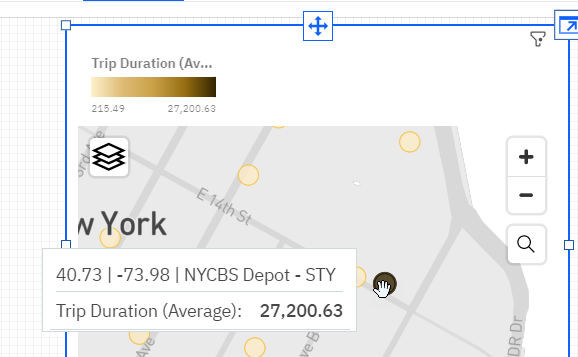 Trip Duration (Av...
215.49 27,200.63
E 14th St
w York
40.73 | -73.98 | NYCBS Depot - STY
Trip Duration (Average): 27,200.63
Ave
DR Dr